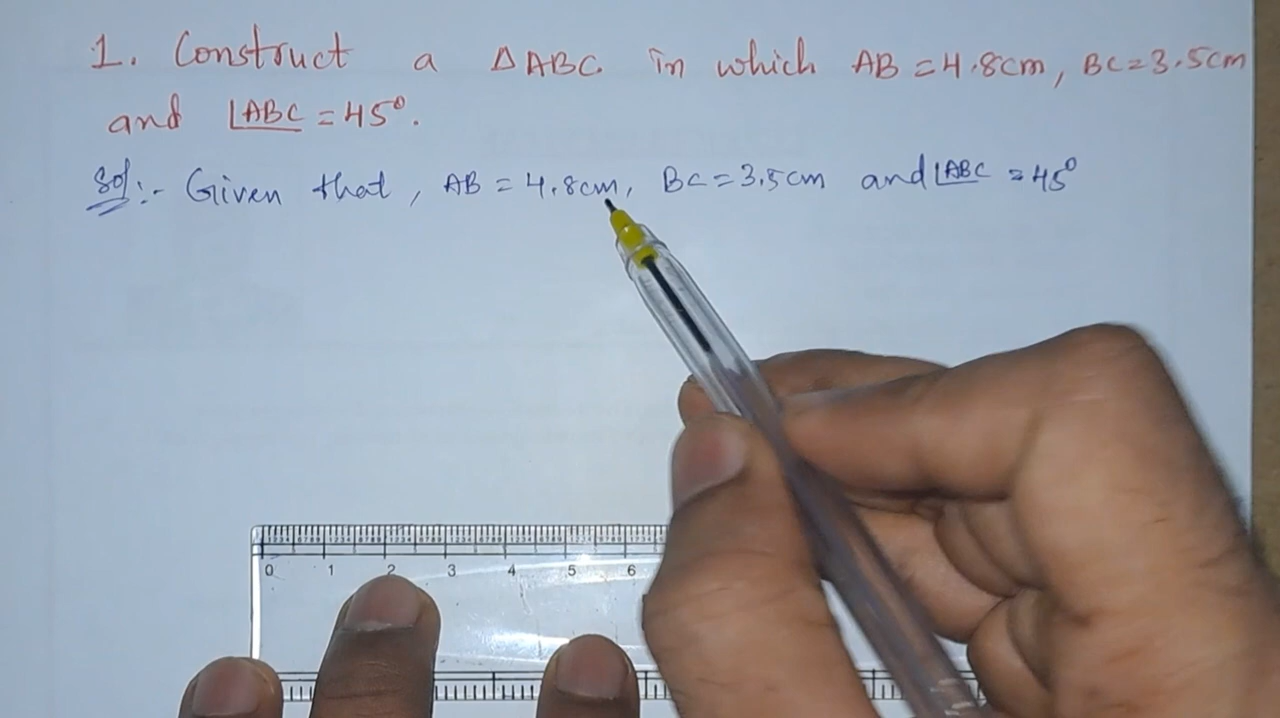 1. Construct a ΔABC in which AB=4.8cm, BC=3.5cm
and ∠ABC = 45°.
Sol:- Given that, AB = 4.8cm, BC=3.5cm and ∠ABC = 45°
0 1 2 3 4 5 6